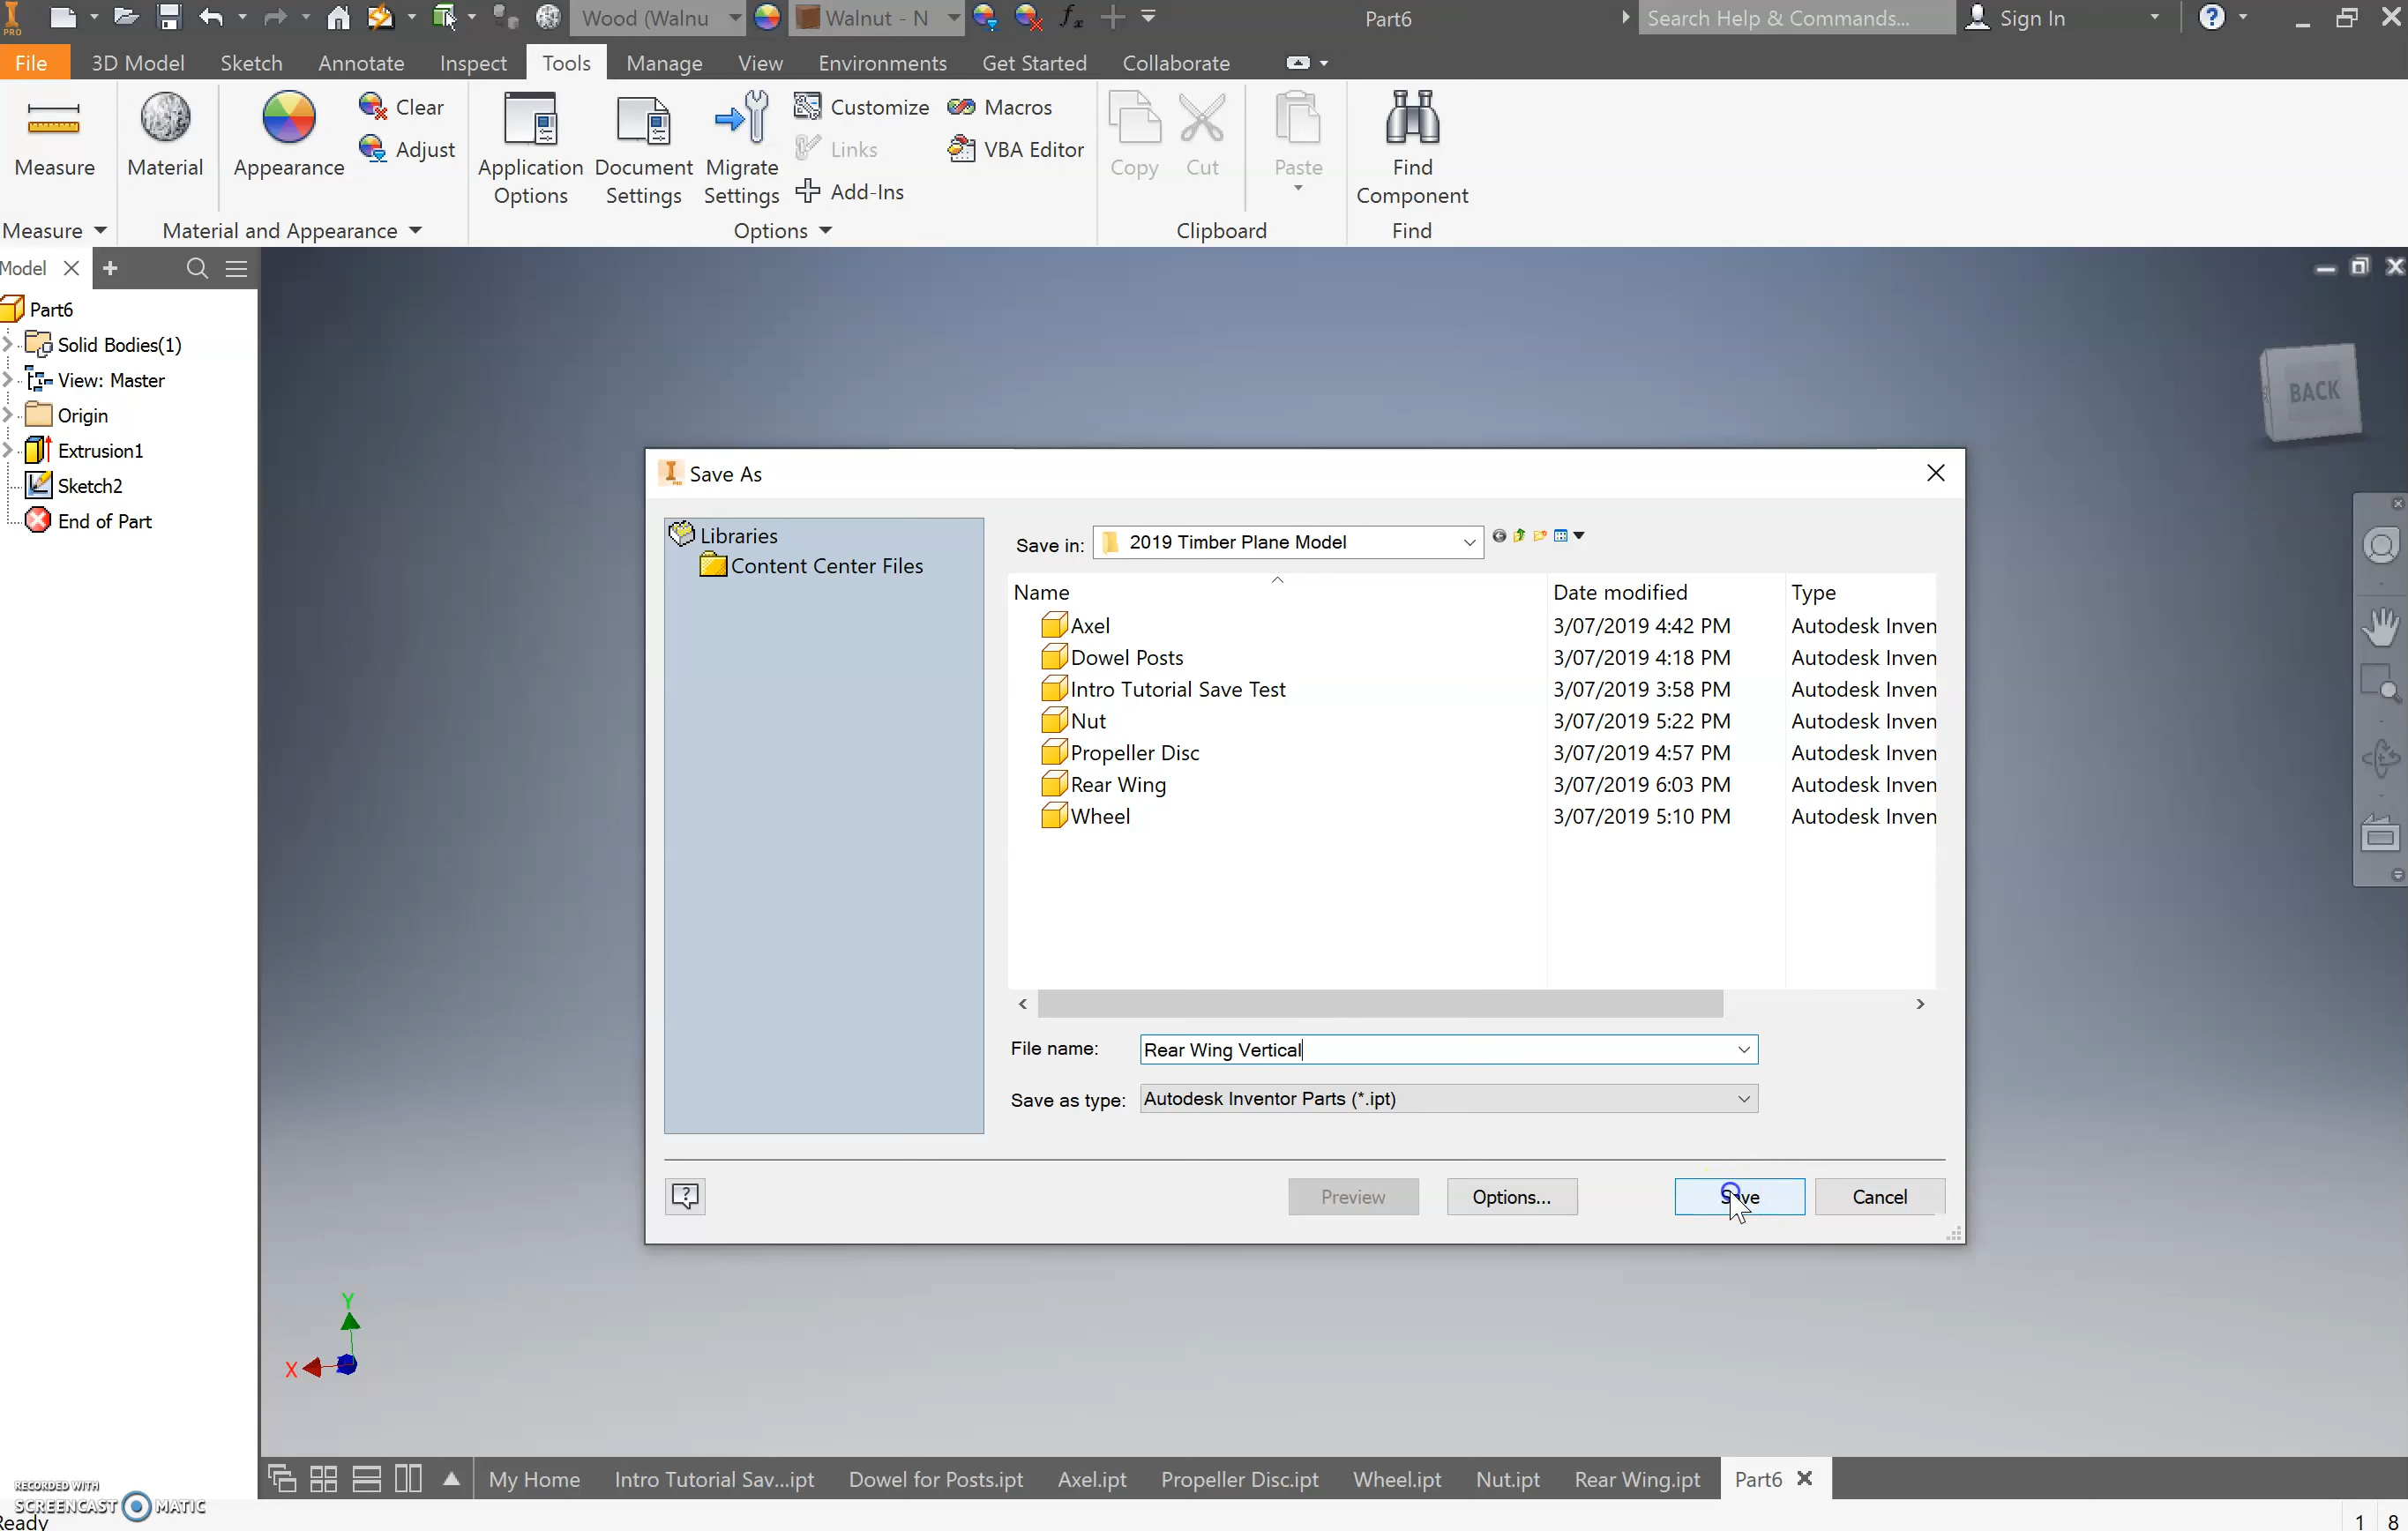 PRO
Wood (Walnu
Walnut - N
Part6
Search Help & Commands...
Sign In
File
3D Model
Sketch
Annotate
Inspect
Tools
Manage
View
Environments
Get Started
Collaborate
Measure
Material
Appearance
Clear
Adjust
Application
Options
Document
Settings
Migrate
Settings
Customize
Links
Add-Ins
Macros
VBA Editor
Copy
Cut
Paste
Find
Component
Measure
Material and Appearance
Options
Clipboard
Find
Model
Part6
Solid Bodies(1)
View: Master
Origin
Extrusion1
Sketch2
End of Part
BACK
Save As
Libraries
Content Center Files
Save in:
2019 Timber Plane Model
Name Date modified Type
Axel 3/07/2019 4:42 PM Autodesk Inven
Dowel Posts 3/07/2019 4:18 PM Autodesk Inven
Intro Tutorial Save Test 3/07/2019 3:58 PM Autodesk Inven
Nut 3/07/2019 5:22 PM Autodesk Inven
Propeller Disc 3/07/2019 4:57 PM Autodesk Inven
Rear Wing 3/07/2019 6:03 PM Autodesk Inven
Wheel 3/07/2019 5:10 PM Autodesk Inven
File name: Rear Wing Vertical
Save as type: Autodesk Inventor Parts (*.ipt)
Preview
Options...
Save
Cancel
Y
X
My Home
Intro Tutorial Sav...ipt
Dowel for Posts.ipt
Axel.ipt
Propeller Disc.ipt
Wheel.ipt
Nut.ipt
Rear Wing.ipt
Part6
RECORDED WITH
SCREENCAST MATIC
Ready
1 8